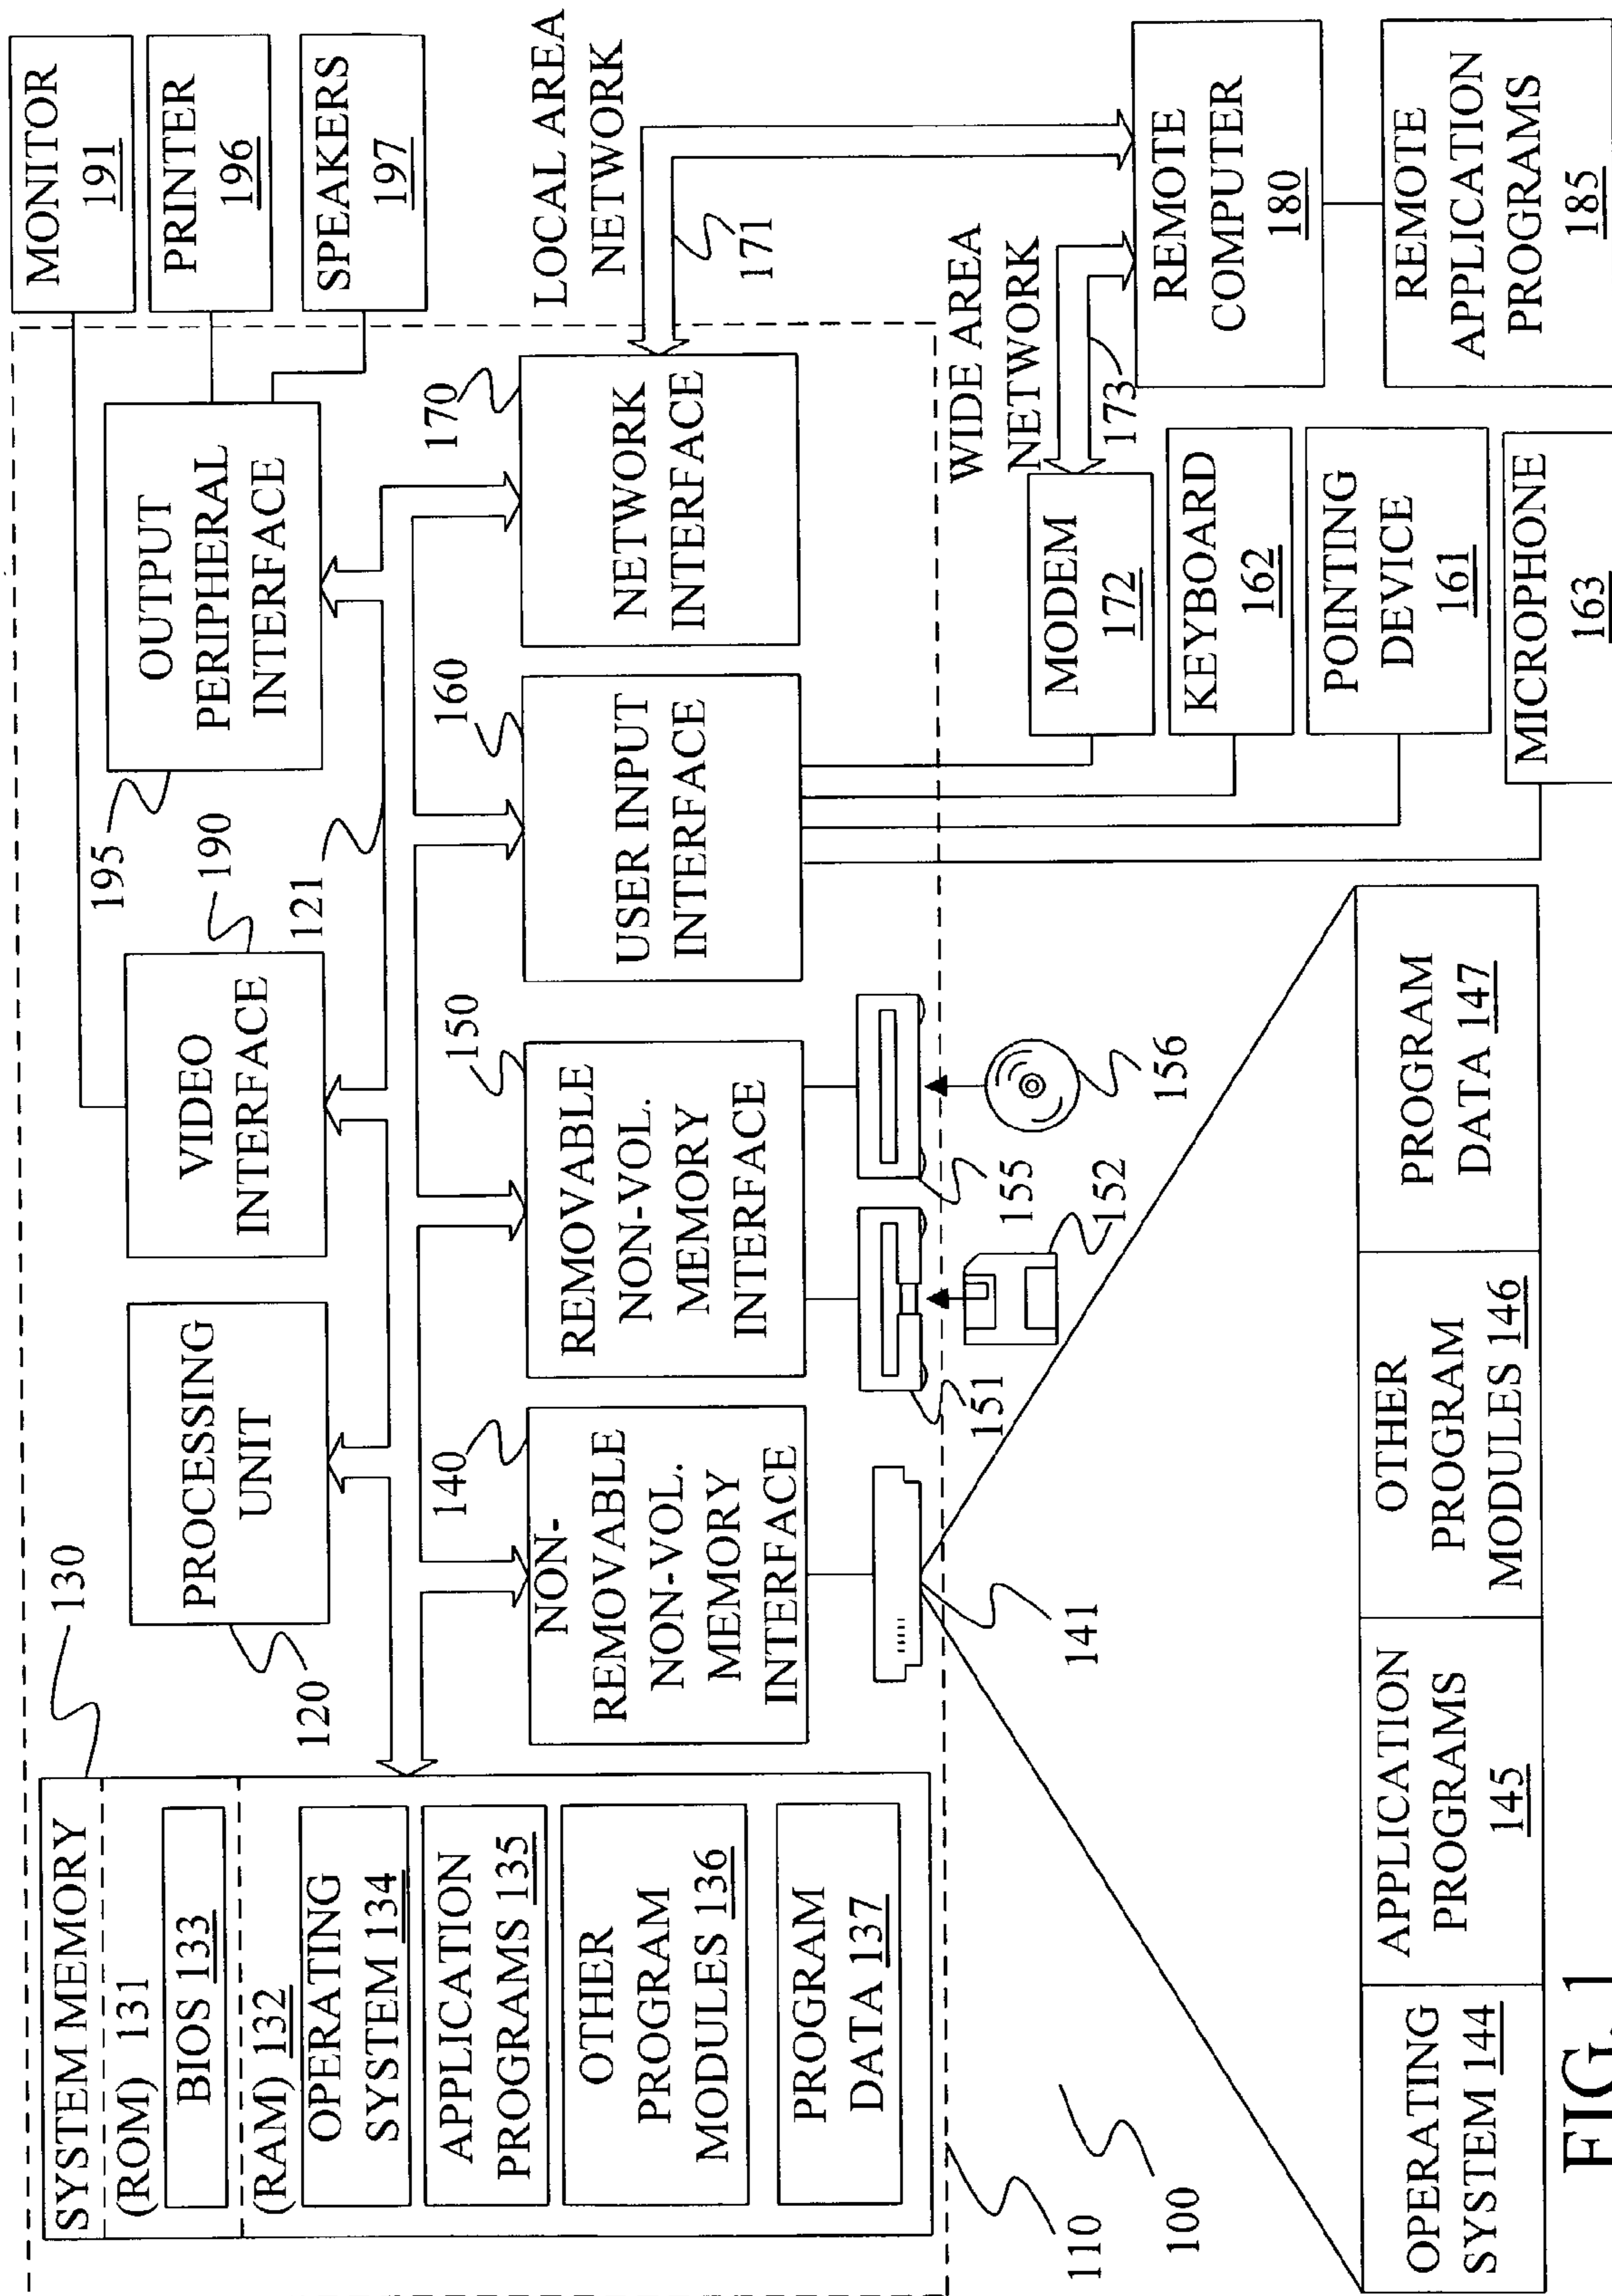 SYSTEM MEMORY
(ROM) 131
BIOS 133
(RAM) 132
OPERATING
SYSTEM 134
APPLICATION
PROGRAMS 135
OTHER
PROGRAM
MODULES 136
PROGRAM
DATA 137
130
PROCESSING
UNIT
120
VIDEO
INTERFACE
190
121
OUTPUT
PERIPHERAL
INTERFACE
195
MONITOR
191
PRINTER
196
SPEAKERS
197
140
NON-
REMOVABLE
NON-VOL.
MEMORY
INTERFACE
150
REMOVABLE
NON-VOL.
MEMORY
INTERFACE
160
USER INPUT
INTERFACE
170
NETWORK
INTERFACE
LOCAL AREA
NETWORK
171
141
151
152
155
156
WIDE AREA
NETWORK
173
MODEM
172
KEYBOARD
162
POINTING
DEVICE
161
MICROPHONE
163
REMOTE
COMPUTER
180
REMOTE
APPLICATION
PROGRAMS
185
110
100
OPERATING
SYSTEM 144
APPLICATION
PROGRAMS
145
OTHER
PROGRAM
MODULES 146
PROGRAM
DATA 147
FIG. 1